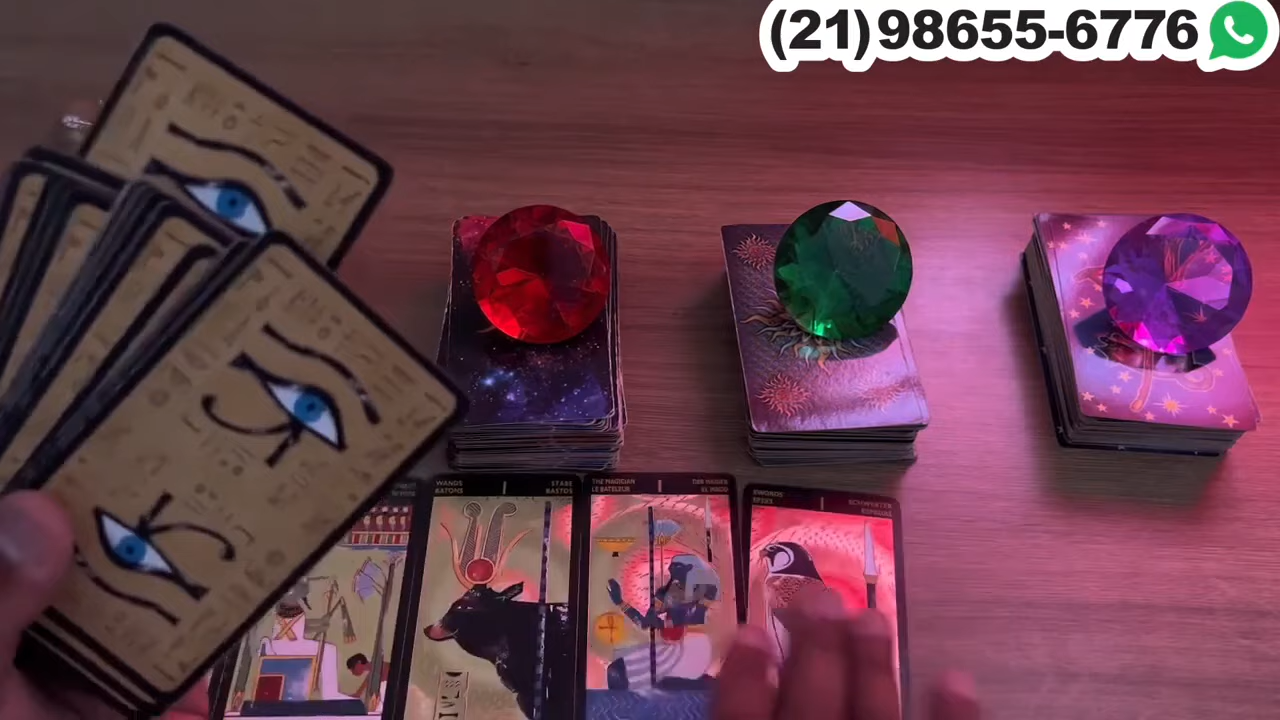 (21)98655-6776
WANDS
BATONS
STABE
BASTOS
THE MAGICIAN
LE BATELEUR
DER MAGIER
EL MAGO
SWORDS
EPEES
SCHWERTER
ESPADAS